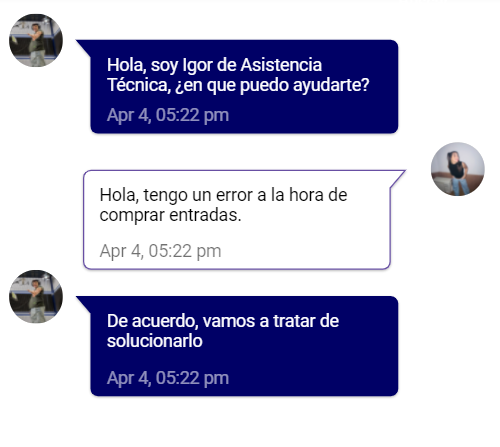 Hola, soy Igor de Asistencia
Técnica, ¿en que puedo ayudarte?
Apr 4, 05:22 pm
Hola, tengo un error a la hora de
comprar entradas.
Apr 4, 05:22 pm
De acuerdo, vamos a tratar de
solucionarlo
Apr 4, 05:22 pm